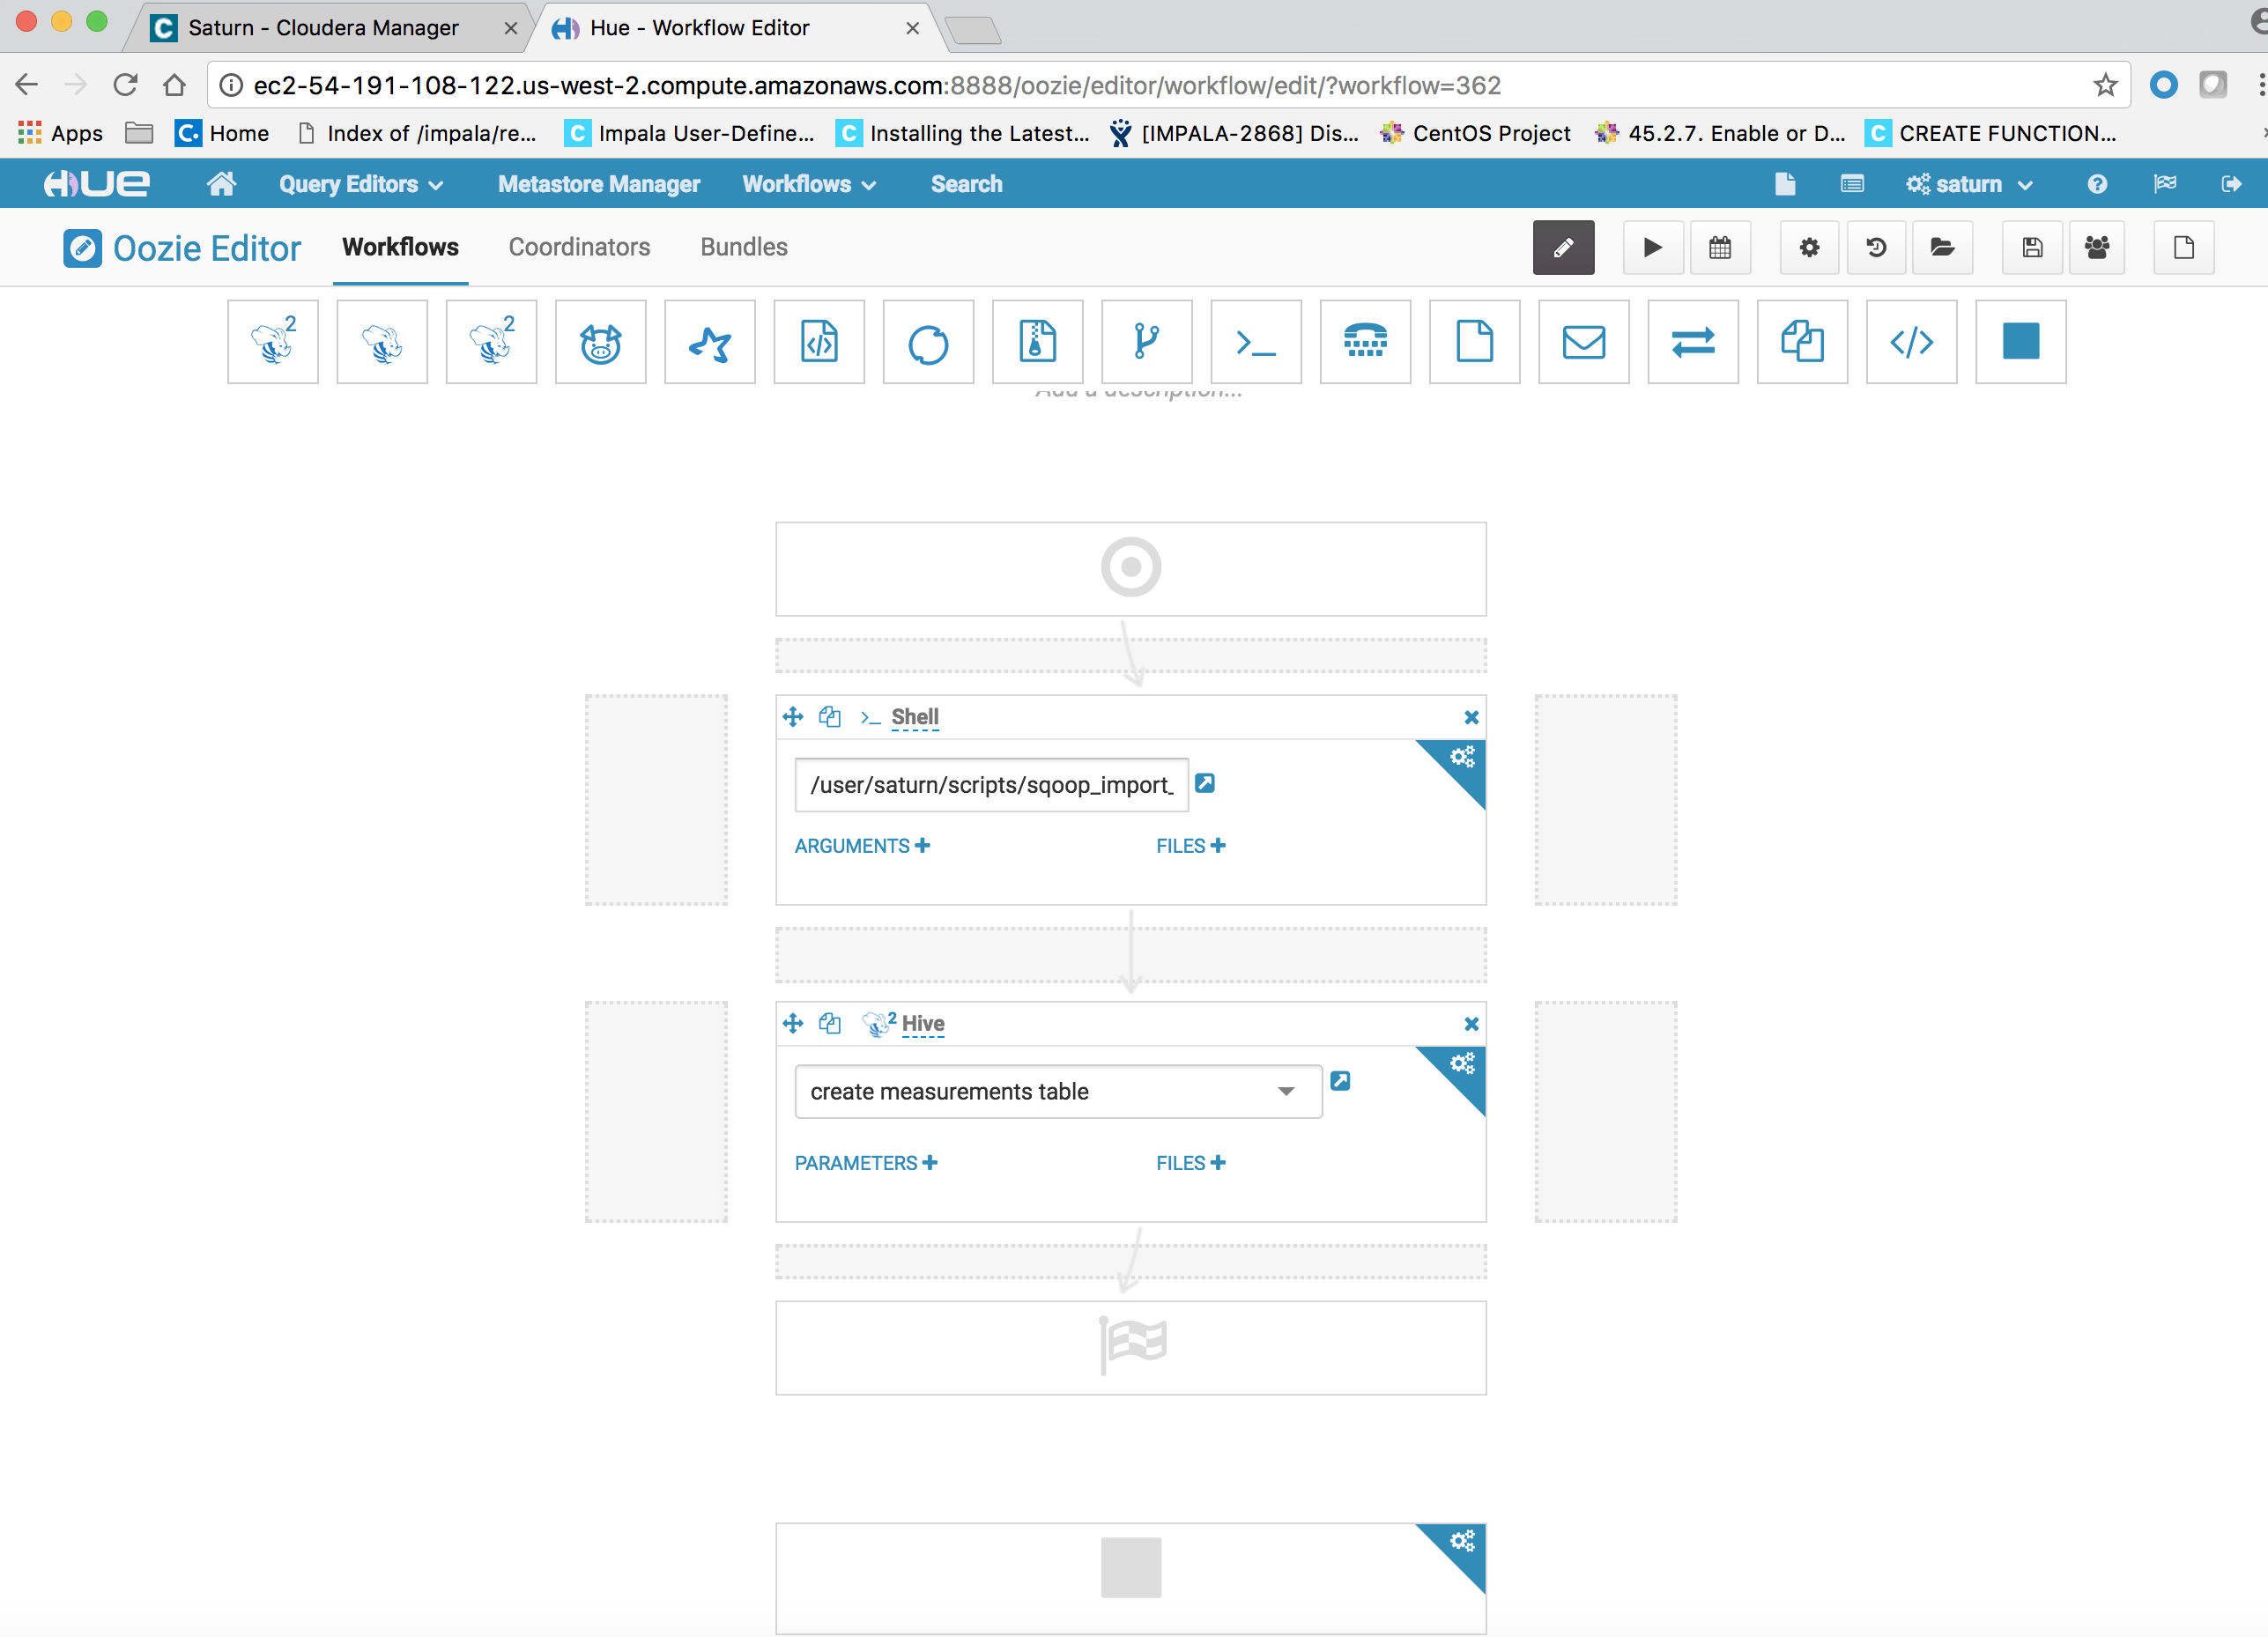 Saturn - Cloudera Manager
Hue - Workflow Editor
ec2-54-191-108-122.us-west-2.compute.amazonaws.com:8888/oozie/editor/workflow/edit/?workflow=362
Apps Home Index of /impala/re... Impala User-Define... Installing the Latest... [IMPALA-2868] Dis... CentOS Project 45.2.7. Enable or D... CREATE FUNCTION...
HUE Query Editors Metastore Manager Workflows Search saturn
Oozie Editor Workflows Coordinators Bundles
2 2
Add a description...
Shell
/user/saturn/scripts/sqoop_import_
ARGUMENTS FILES
2 Hive
create measurements table
PARAMETERS FILES